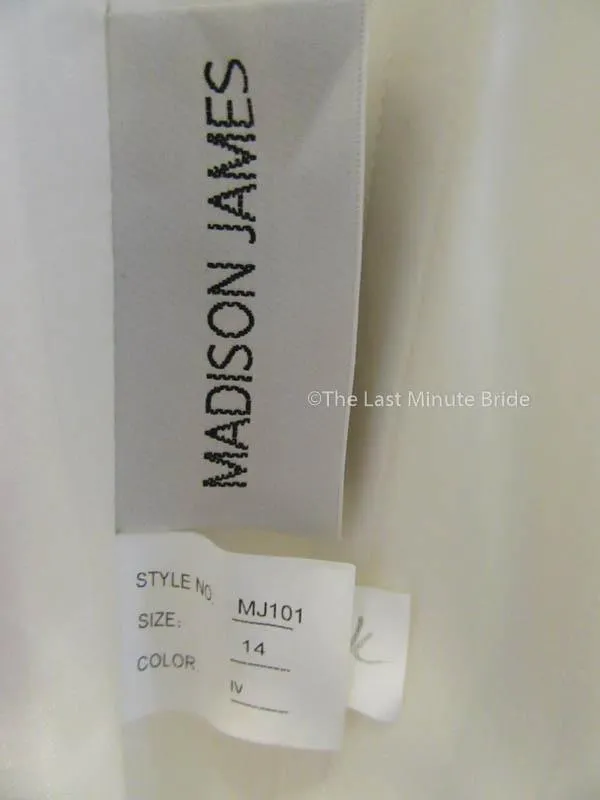 MADISON JAMES
©The Last Minute Bride
STYLE NO. MJ101
SIZE: 14
COLOR IV